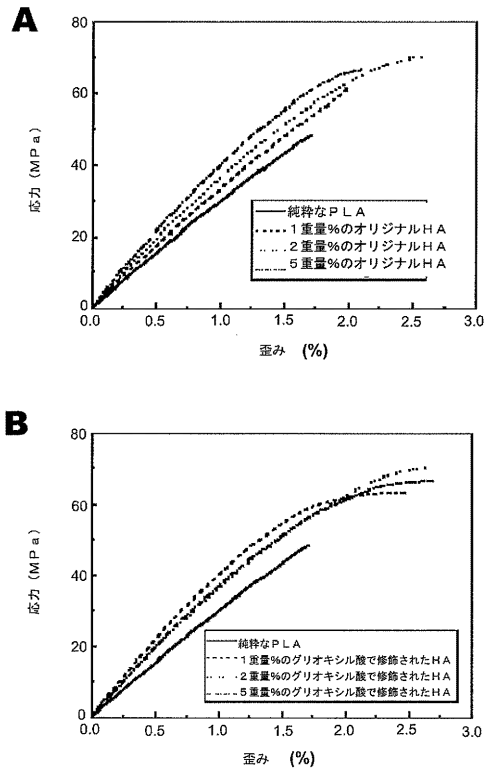 A
80
60
40
20
0
応力（ＭＰａ）
純粋なＰＬＡ
１重量%のオリジナルＨＡ
２重量%のオリジナルＨＡ
５重量%のオリジナルＨＡ
0.0 0.5 1.0 1.5 2.0 2.5 3.0
歪み (%)
B
80
60
40
20
0
応力（ＭＰａ）
純粋なＰＬＡ
１重量%のグリオキシル酸で修飾されたＨＡ
２重量%のグリオキシル酸で修飾されたＨＡ
５重量%のグリオキシル酸で修飾されたＨＡ
0.0 0.5 1.0 1.5 2.0 2.5 3.0
歪み (%)